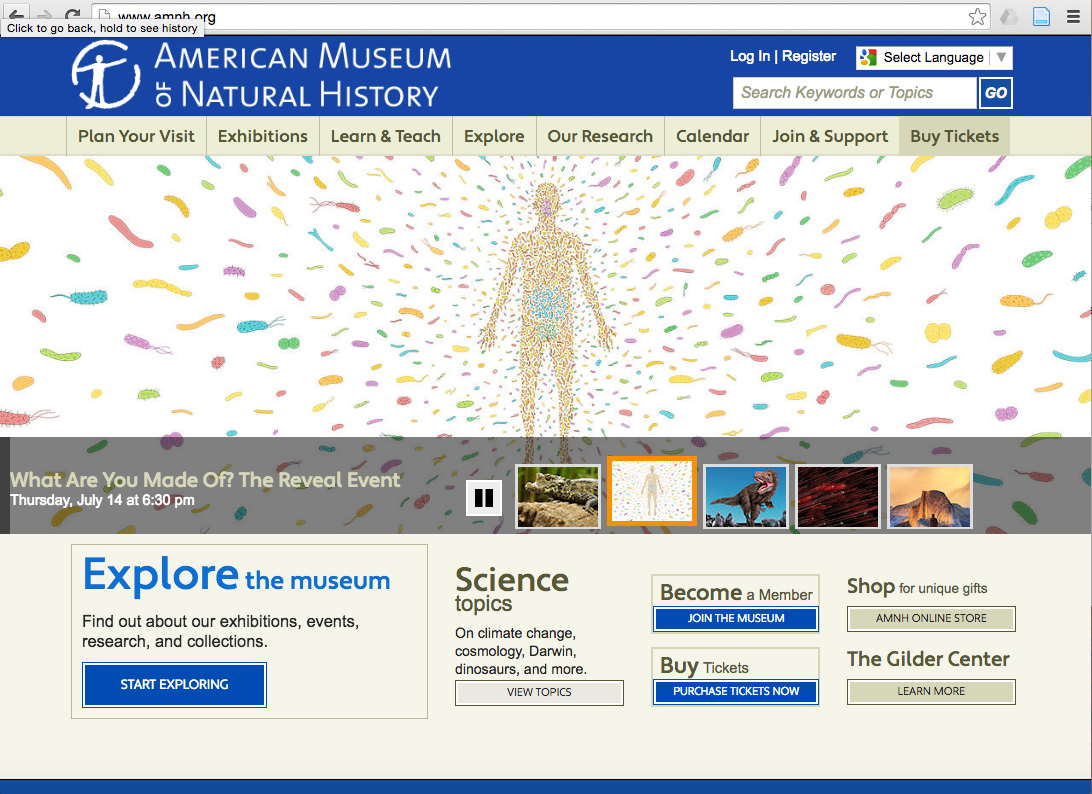 www.amnh.org
Click to go back, hold to see history
AMERICAN MUSEUM
OF NATURAL HISTORY
Log In | Register
Select Language
Search Keywords or Topics
GO
Plan Your Visit
Exhibitions
Learn & Teach
Explore
Our Research
Calendar
Join & Support
Buy Tickets
What Are You Made Of? The Reveal Event
Thursday, July 14 at 6:30 pm
Explore the museum
Find out about our exhibitions, events,
research, and collections.
START EXPLORING
Science
topics
On climate change,
cosmology, Darwin,
dinosaurs, and more.
VIEW TOPICS
Become a Member
JOIN THE MUSEUM
Buy Tickets
PURCHASE TICKETS NOW
Shop for unique gifts
AMNH ONLINE STORE
The Gilder Center
LEARN MORE